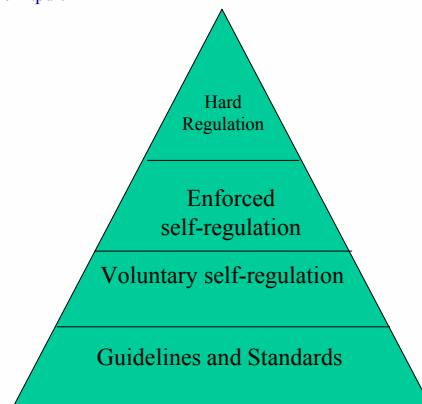 Hard
Regulation
Enforced
self-regulation
Voluntary self-regulation
Guidelines and Standards